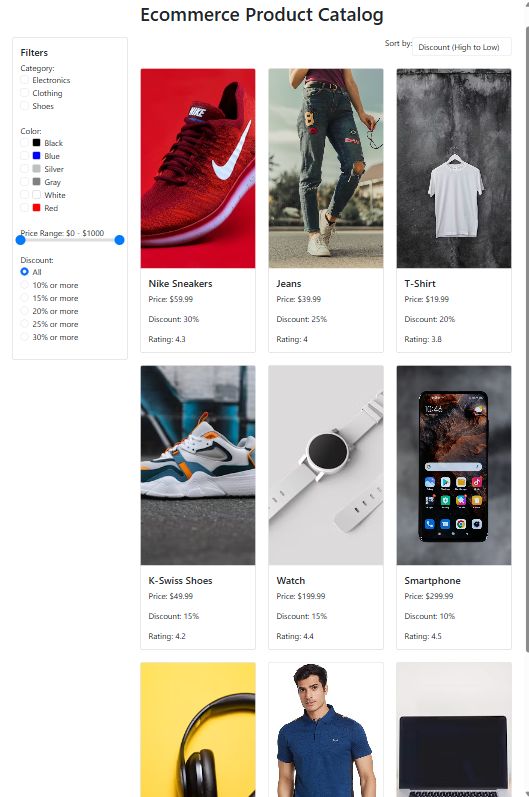 Ecommerce Product Catalog
Filters
Category:
Electronics
Clothing
Shoes
Color:
Black
Blue
Silver
Gray
White
Red
Price Range: $0 - $1000
Discount:
All
10% or more
15% or more
20% or more
25% or more
30% or more
Sort by:
Discount (High to Low)
NIKE
Nike Sneakers
Price: $59.99
Discount: 30%
Rating: 4.3
Jeans
Price: $39.99
Discount: 25%
Rating: 4
T-Shirt
Price: $19.99
Discount: 20%
Rating: 3.8
K-Swiss Shoes
Price: $49.99
Discount: 15%
Rating: 4.2
Watch
Price: $199.99
Discount: 15%
Rating: 4.4
10:46
Smartphone
Price: $299.99
Discount: 10%
Rating: 4.5